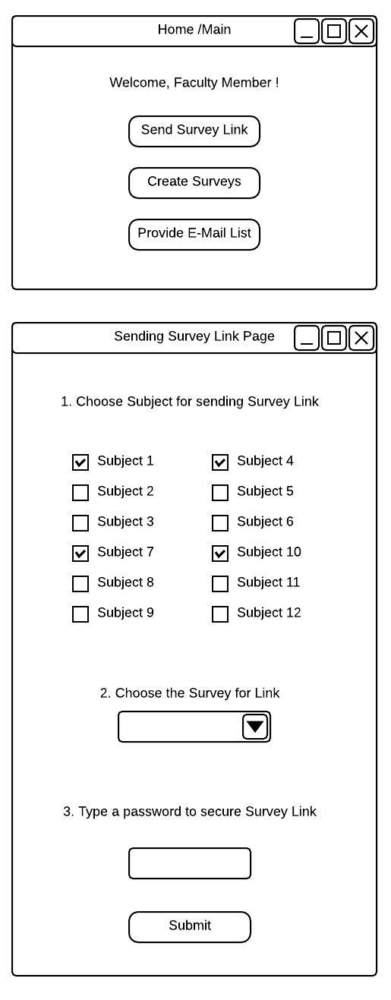 Home /Main
Welcome, Faculty Member !
Send Survey Link
Create Surveys
Provide E-Mail List
Sending Survey Link Page
1. Choose Subject for sending Survey Link
Subject 1 Subject 4
Subject 2 Subject 5
Subject 3 Subject 6
Subject 7 Subject 10
Subject 8 Subject 11
Subject 9 Subject 12
2. Choose the Survey for Link
3. Type a password to secure Survey Link
Submit